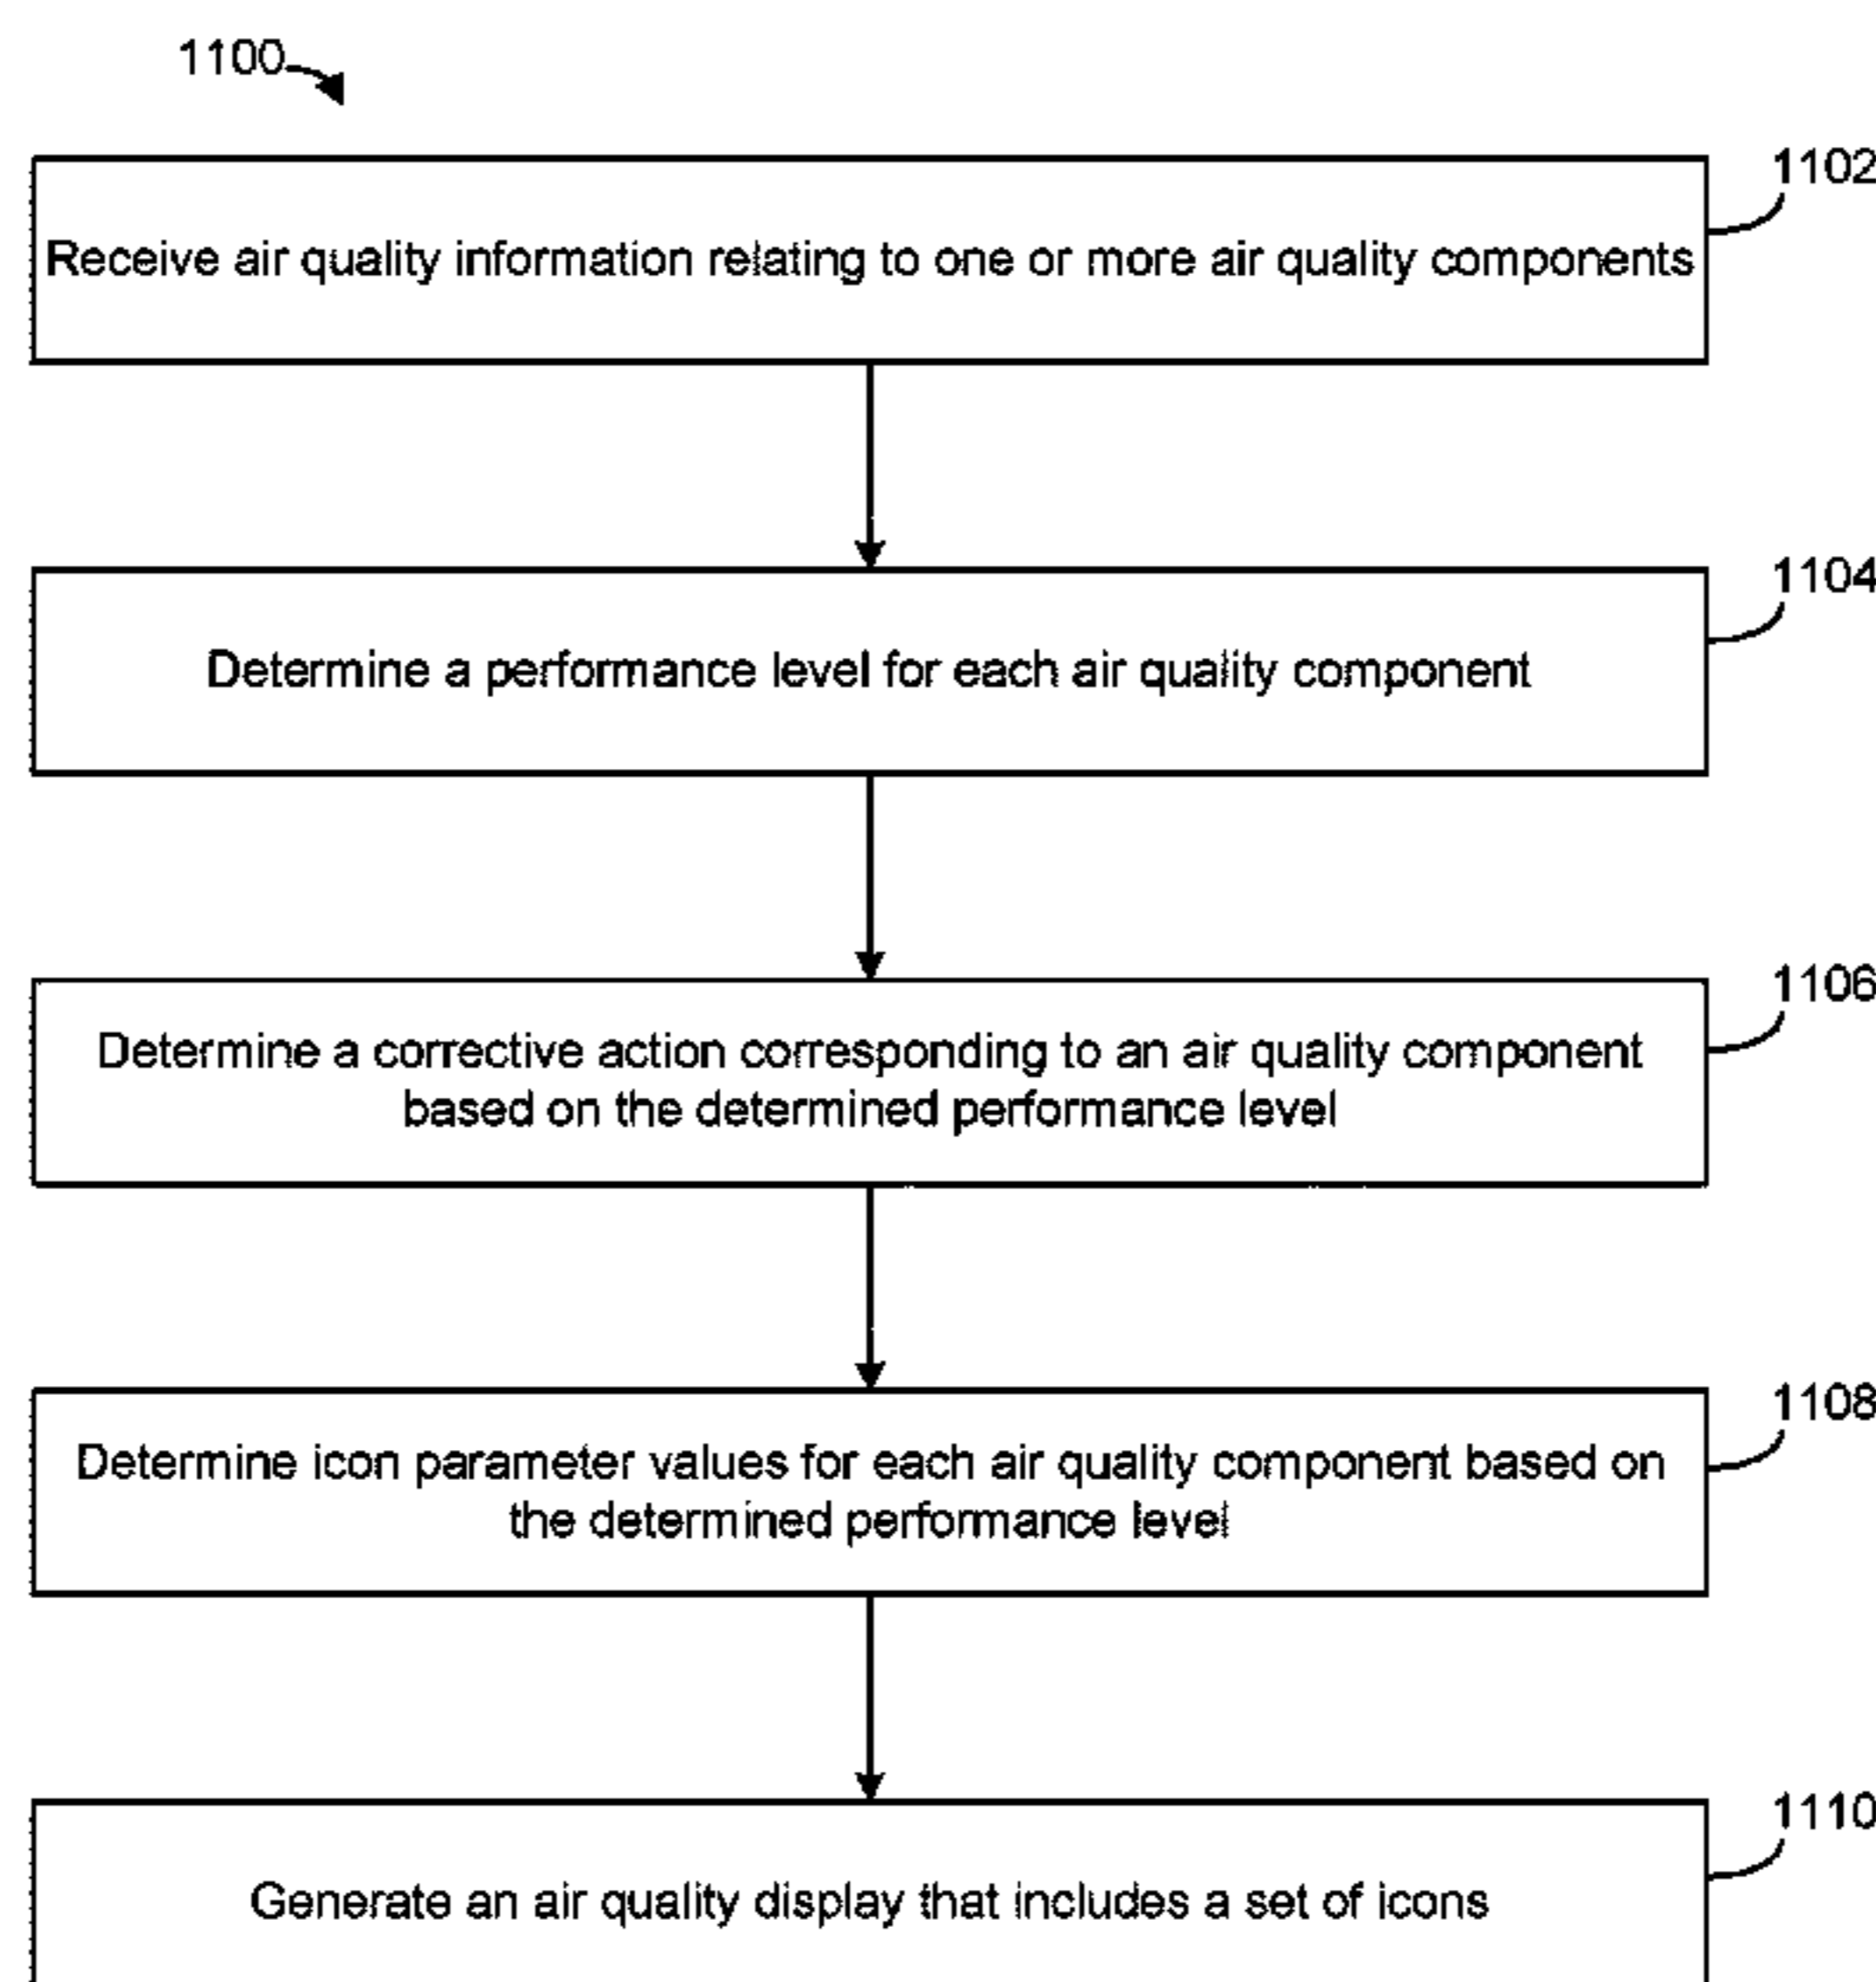 1100
1102
Receive air quality information relating to one or more air quality components
1104
Determine a performance level for each air quality component
1106
Determine a corrective action corresponding to an air quality component
based on the determined performance level
1108
Determine icon parameter values for each air quality component based on
the determined performance level
1110
Generate an air quality display that includes a set of icons